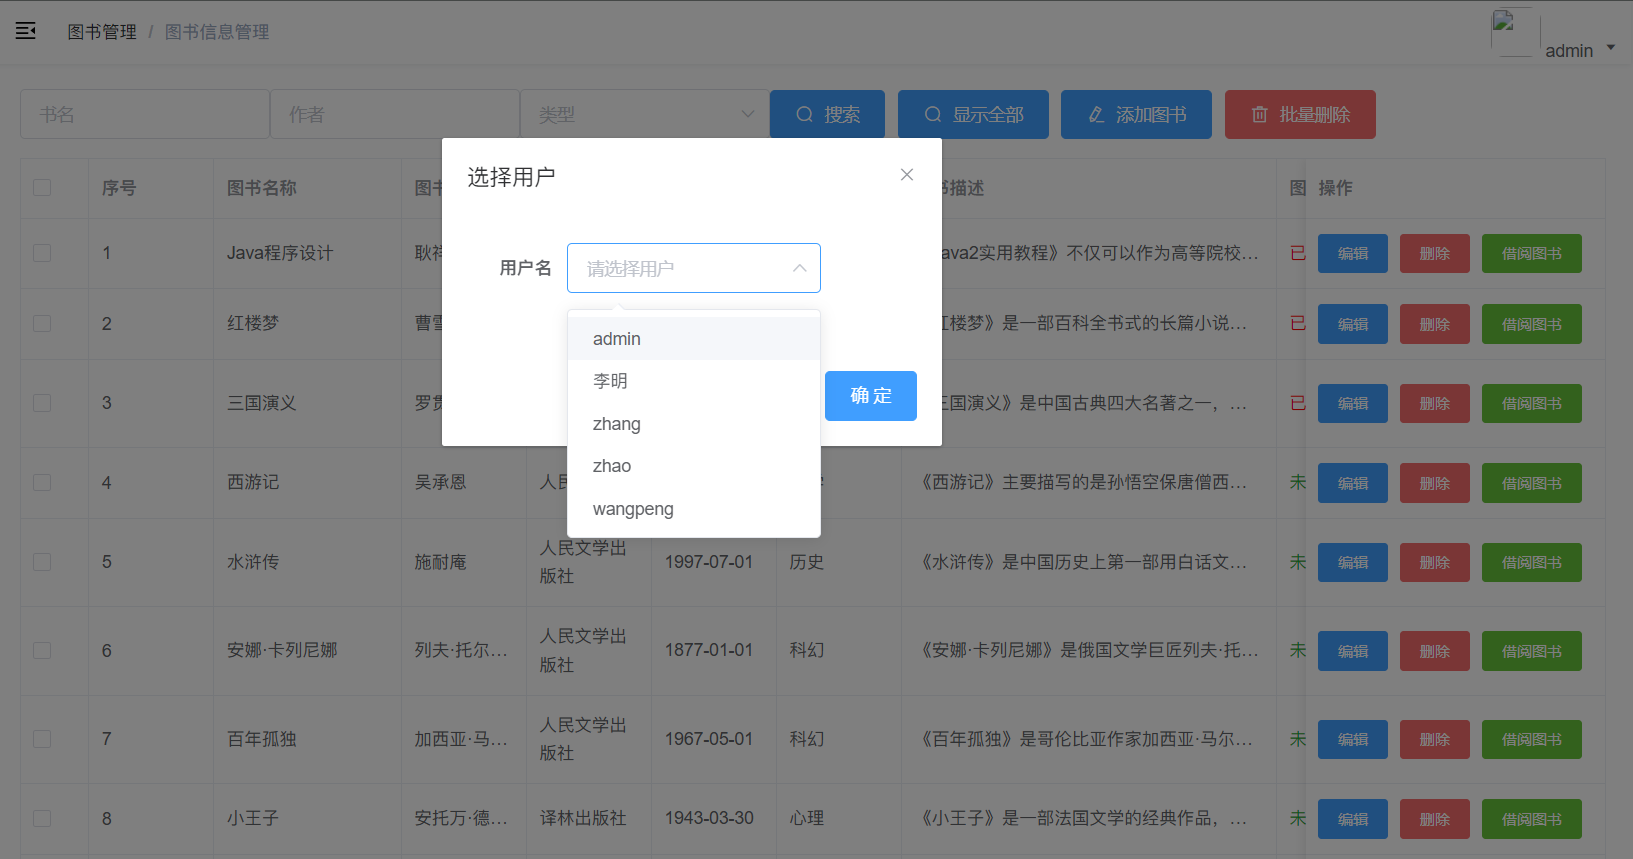 图书管理 / 图书信息管理
admin
书名 作者 类型 搜索 显示全部 添加图书 批量删除
选择用户
用户名 请选择用户
admin
李明
zhang
zhao
wangpeng
确 定
序号 图书名称 图书 书描述 图 操作
1 Java程序设计 耿祥 ava2实用教程》不仅可以作为高等院校… 已 编辑 删除 借阅图书
2 红楼梦 曹雪 红楼梦》是一部百科全书式的长篇小说… 已 编辑 删除 借阅图书
3 三国演义 罗贯 三国演义》是中国古典四大名著之一，… 已 编辑 删除 借阅图书
4 西游记 吴承恩 人民 《西游记》主要描写的是孙悟空保唐僧西… 未 编辑 删除 借阅图书
5 水浒传 施耐庵 人民文学出版社 1997-07-01 历史 《水浒传》是中国历史上第一部用白话文… 未 编辑 删除 借阅图书
6 安娜·卡列尼娜 列夫·托尔… 人民文学出版社 1877-01-01 科幻 《安娜·卡列尼娜》是俄国文学巨匠列夫·托… 未 编辑 删除 借阅图书
7 百年孤独 加西亚·马… 人民文学出版社 1967-05-01 科幻 《百年孤独》是哥伦比亚作家加西亚·马尔… 未 编辑 删除 借阅图书
8 小王子 安托万·德… 译林出版社 1943-03-30 心理 《小王子》是一部法国文学的经典作品，… 未 编辑 删除 借阅图书